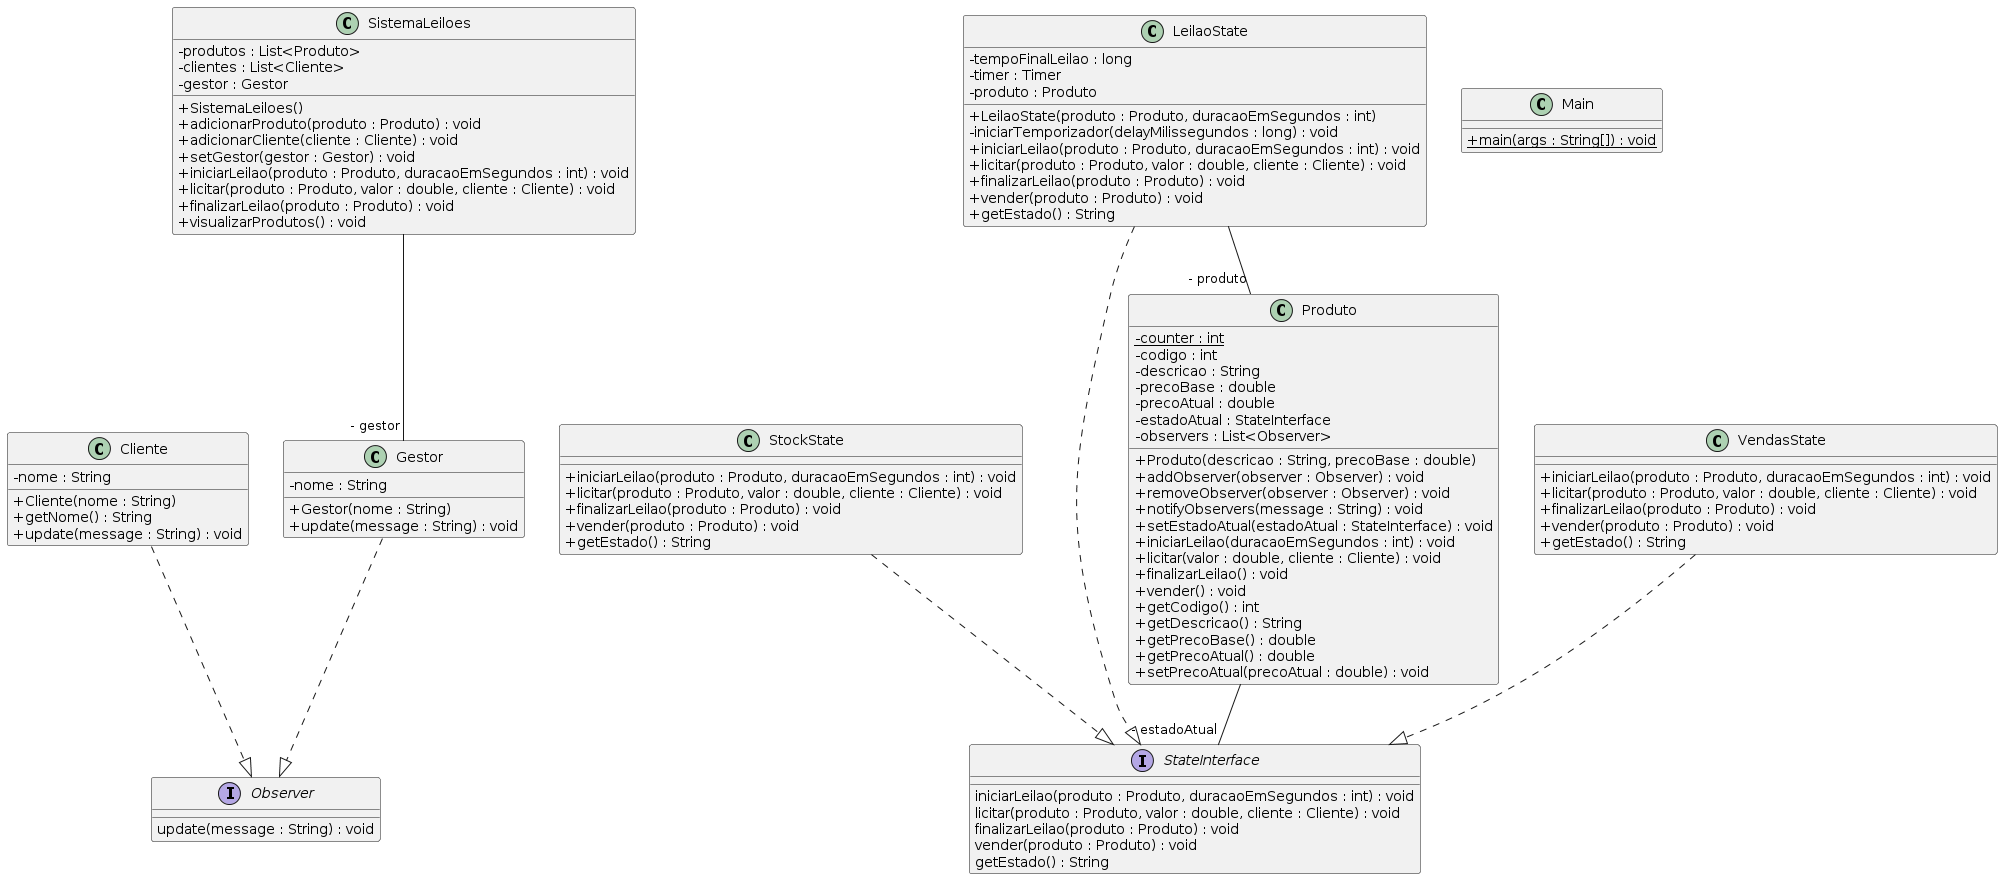 SistemaLeiloes
-produtos : List<Produto>
-clientes : List<Cliente>
-gestor : Gestor
+SistemaLeiloes()
+adicionarProduto(produto : Produto) : void
+adicionarCliente(cliente : Cliente) : void
+setGestor(gestor : Gestor) : void
+iniciarLeilao(produto : Produto, duracaoEmSegundos : int) : void
+licitar(produto : Produto, valor : double, cliente : Cliente) : void
+finalizarLeilao(produto : Produto) : void
+visualizarProdutos() : void
LeilaoState
-tempoFinalLeilao : long
-timer : Timer
-produto : Produto
+LeilaoState(produto : Produto, duracaoEmSegundos : int)
-iniciarTemporizador(delayMilissegundos : long) : void
+iniciarLeilao(produto : Produto, duracaoEmSegundos : int) : void
+licitar(produto : Produto, valor : double, cliente : Cliente) : void
+finalizarLeilao(produto : Produto) : void
+vender(produto : Produto) : void
+getEstado() : String
Main
+main(args : String[]) : void
- produto
Produto
-counter : int
-codigo : int
-descricao : String
-precoBase : double
-precoAtual : double
-estadoAtual : StateInterface
-observers : List<Observer>
+Produto(descricao : String, precoBase : double)
+addObserver(observer : Observer) : void
+removeObserver(observer : Observer) : void
+notifyObservers(message : String) : void
+setEstadoAtual(estadoAtual : StateInterface) : void
+iniciarLeilao(duracaoEmSegundos : int) : void
+licitar(valor : double, cliente : Cliente) : void
+finalizarLeilao() : void
+vender() : void
+getCodigo() : int
+getDescricao() : String
+getPrecoBase() : double
+getPrecoAtual() : double
+setPrecoAtual(precoAtual : double) : void
- gestor
Cliente
-nome : String
+Cliente(nome : String)
+getNome() : String
+update(message : String) : void
Gestor
-nome : String
+Gestor(nome : String)
+update(message : String) : void
StockState
+iniciarLeilao(produto : Produto, duracaoEmSegundos : int) : void
+licitar(produto : Produto, valor : double, cliente : Cliente) : void
+finalizarLeilao(produto : Produto) : void
+vender(produto : Produto) : void
+getEstado() : String
VendasState
+iniciarLeilao(produto : Produto, duracaoEmSegundos : int) : void
+licitar(produto : Produto, valor : double, cliente : Cliente) : void
+finalizarLeilao(produto : Produto) : void
+vender(produto : Produto) : void
+getEstado() : String
- estadoAtual
Observer
update(message : String) : void
StateInterface
iniciarLeilao(produto : Produto, duracaoEmSegundos : int) : void
licitar(produto : Produto, valor : double, cliente : Cliente) : void
finalizarLeilao(produto : Produto) : void
vender(produto : Produto) : void
getEstado() : String